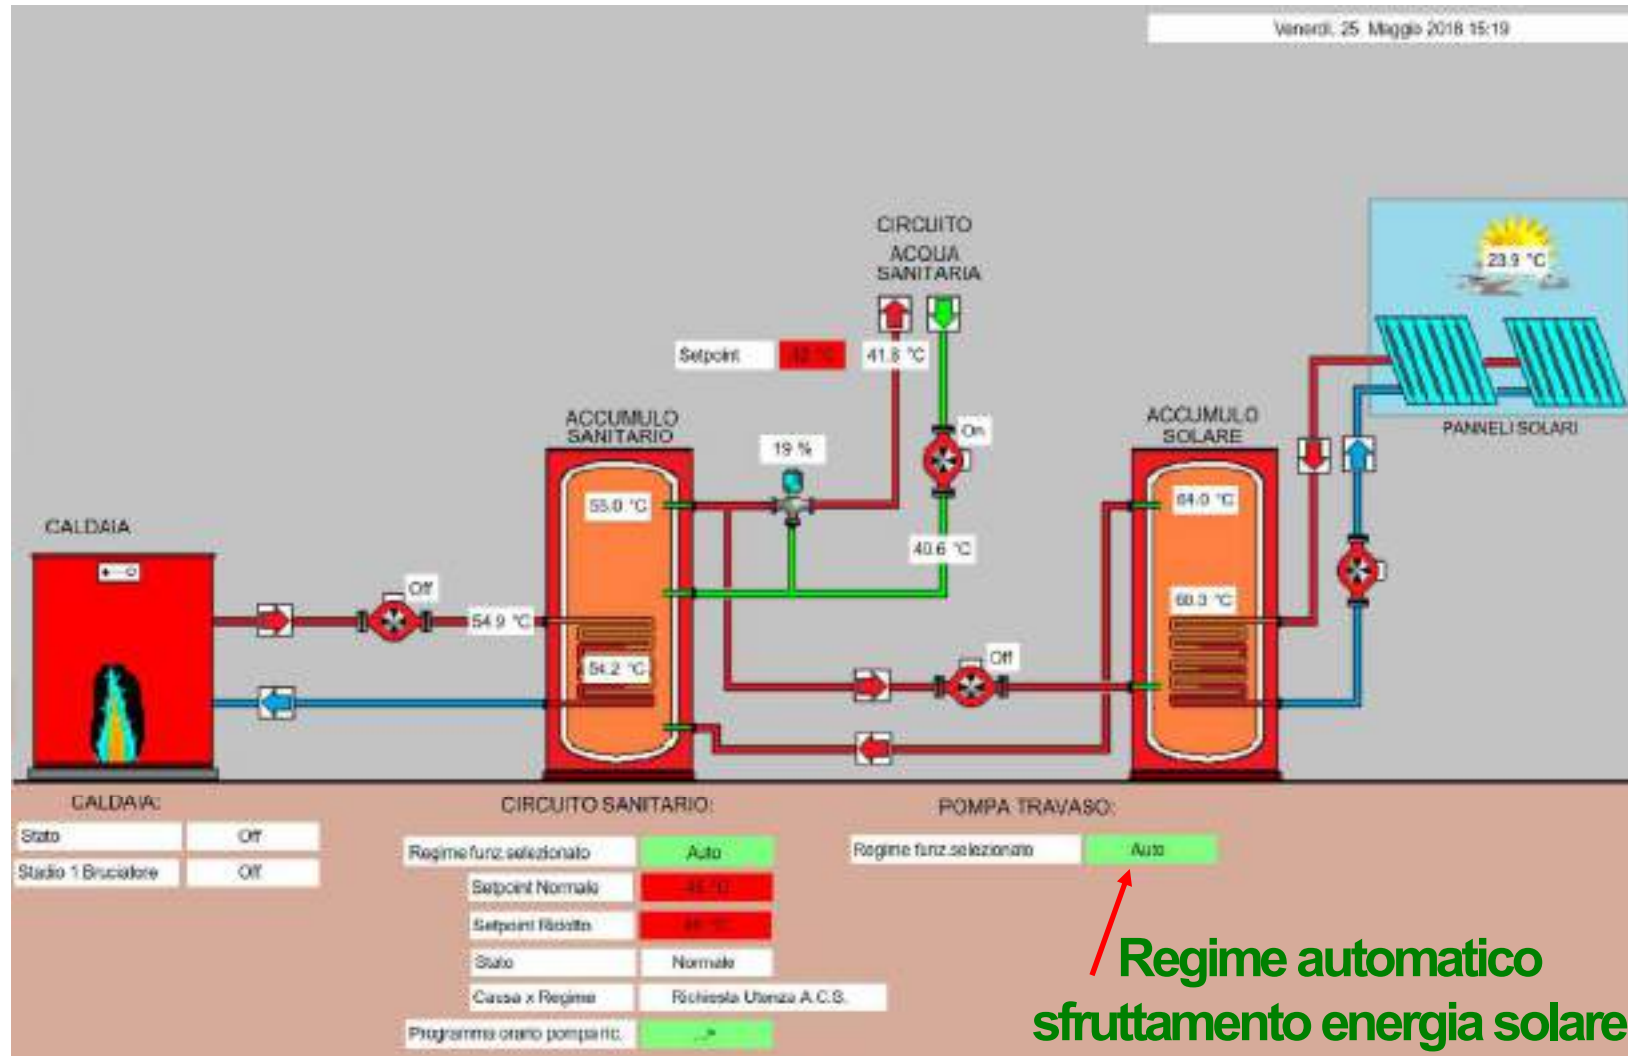 Venerdì, 25 Maggio 2018 15:19
CIRCUITO
ACQUA
SANITARIA
23.9 °C
Setpoint
41.8 °C
PANNELI SOLARI
ACCUMULO
SANITARIO
19 %
On
ACCUMULO
SOLARE
55.0 °C
64.0 °C
CALDAIA
40.6 °C
Off
54.9 °C
60.3 °C
54.2 °C
Off
CALDAIA:
Stato Off
Stadio 1 Bruciatore Off
CIRCUITO SANITARIO:
Regime funz.selezionato Auto
Setpoint Normale
Setpoint Ridotto
Stato Normale
Causa x Regime Richiesta Utenza A.C.S.
Programma orario pompa ric. ...>
POMPA TRAVASO:
Regime funz.selezionato Auto
Regime automatico
sfruttamento energia solare